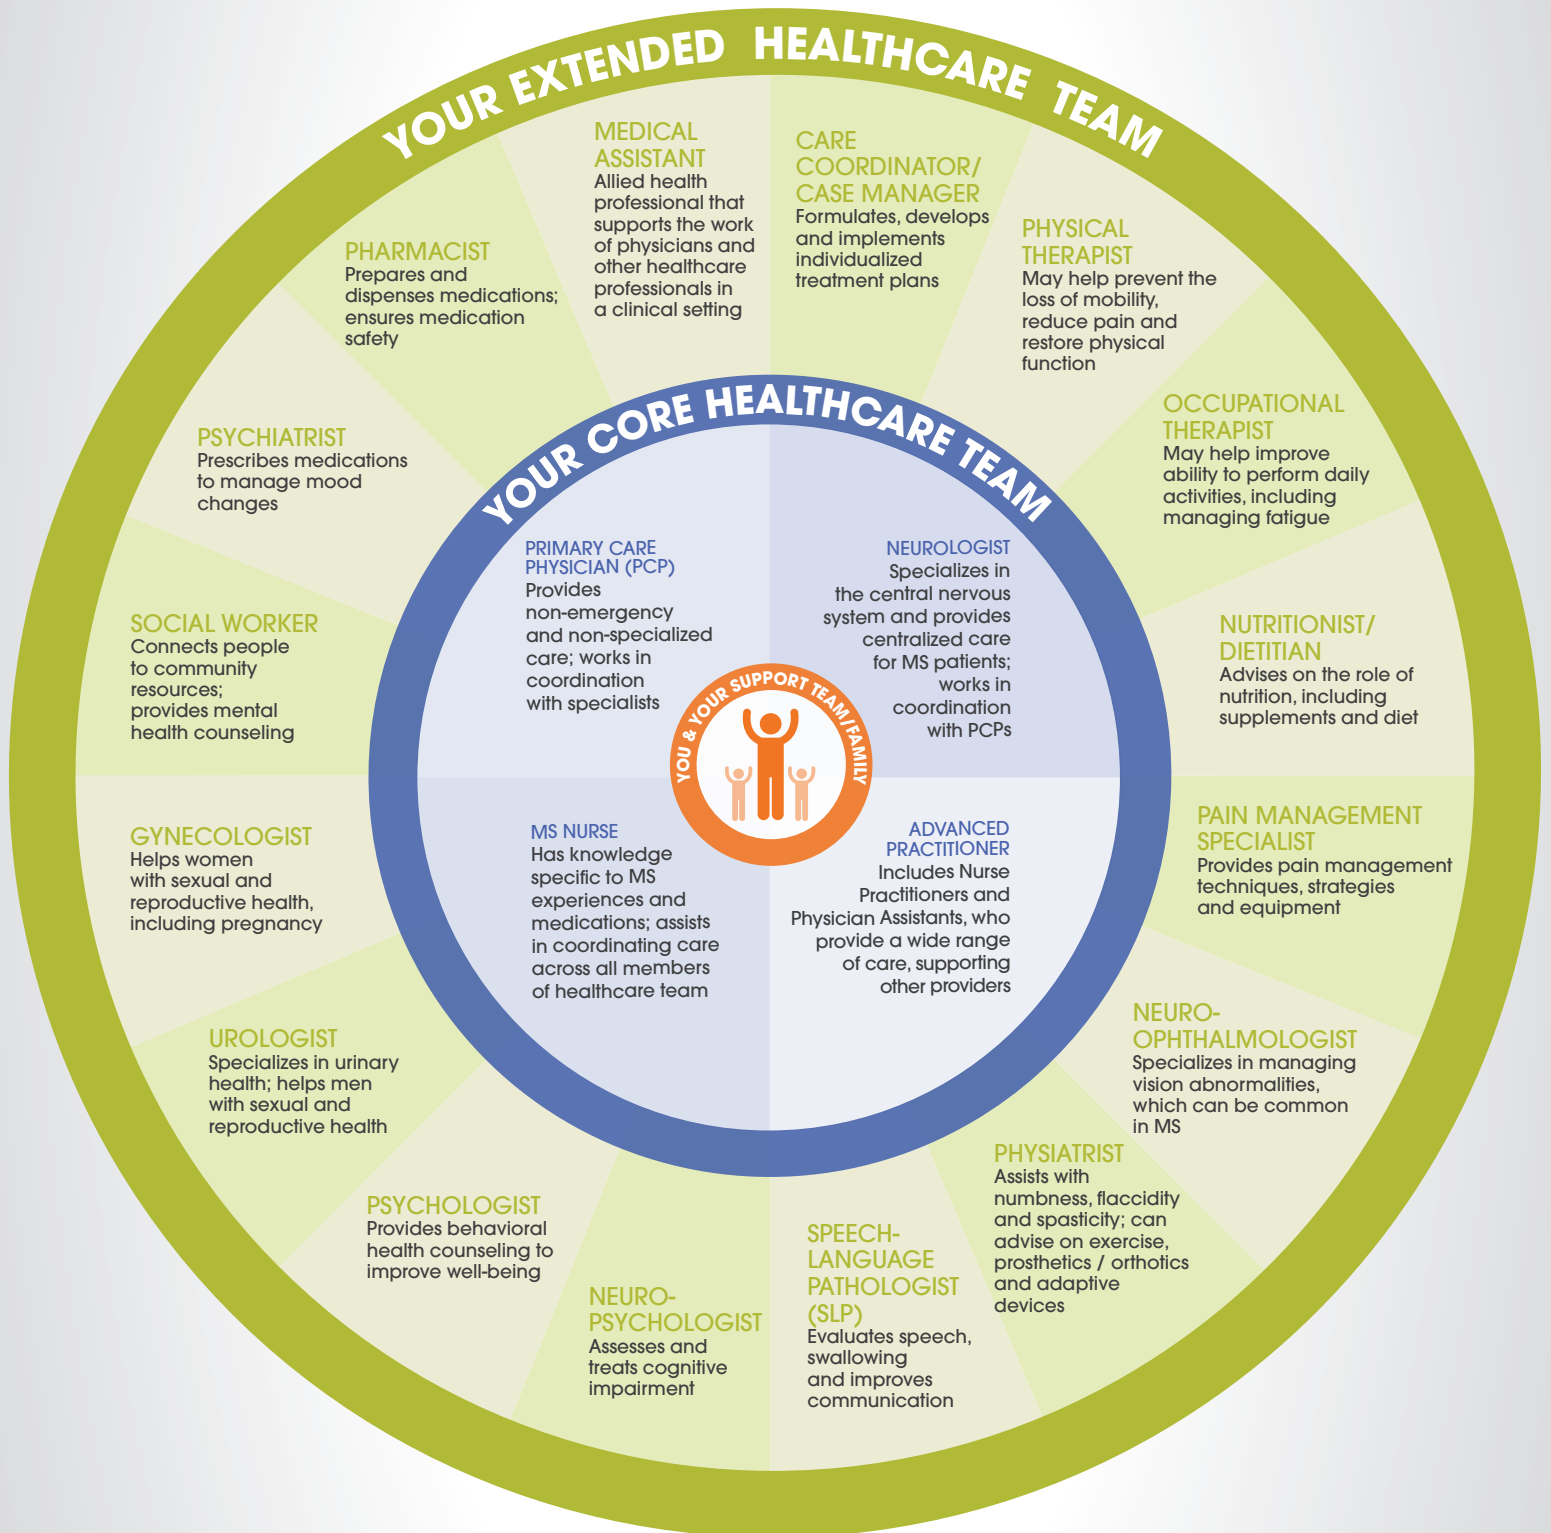 YOUR EXTENDED HEALTHCARE TEAM
MEDICAL
ASSISTANT
Allied health
professional that
supports the work
of physicians and
other healthcare
professionals in
a clinical setting
CARE
COORDINATOR/
CASE MANAGER
Formulates, develops
and implements
individualized
treatment plans
PHYSICAL
THERAPIST
May help prevent the
loss of mobility,
reduce pain and
restore physical
function
OCCUPATIONAL
THERAPIST
May help improve
ability to perform daily
activities, including
managing fatigue
NUTRITIONIST/
DIETITIAN
Advises on the role of
nutrition, including
supplements and diet
PAIN MANAGEMENT
SPECIALIST
Provides pain management
techniques, strategies
and equipment
NEURO-
OPHTHALMOLOGIST
Specializes in managing
vision abnormalities,
which can be common
in MS
PHYSIATRIST
Assists with
numbness, flaccidity
and spasticity; can
advise on exercise,
prosthetics / orthotics
and adaptive
devices
SPEECH-
LANGUAGE
PATHOLOGIST
(SLP)
Evaluates speech,
swallowing
and improves
communication
NEURO-
PSYCHOLOGIST
Assesses and
treats cognitive
impairment
PSYCHOLOGIST
Provides behavioral
health counseling to
improve well-being
UROLOGIST
Specializes in urinary
health; helps men
with sexual and
reproductive health
GYNECOLOGIST
Helps women
with sexual and
reproductive health,
including pregnancy
SOCIAL WORKER
Connects people
to community
resources;
provides mental
health counseling
PSYCHIATRIST
Prescribes medications
to manage mood
changes
PHARMACIST
Prepares and
dispenses medications;
ensures medication
safety
YOUR CORE HEALTHCARE TEAM
PRIMARY CARE
PHYSICIAN (PCP)
Provides
non-emergency
and non-specialized
care; works in
coordination
with specialists
NEUROLOGIST
Specializes in
the central nervous
system and provides
centralized care
for MS patients;
works in
coordination
with PCPs
MS NURSE
Has knowledge
specific to MS
experiences and
medications; assists
in coordinating care
across all members
of healthcare team
ADVANCED
PRACTITIONER
Includes Nurse
Practitioners and
Physician Assistants, who
provide a wide range
of care, supporting
other providers
YOU & YOUR SUPPORT TEAM/FAMILY